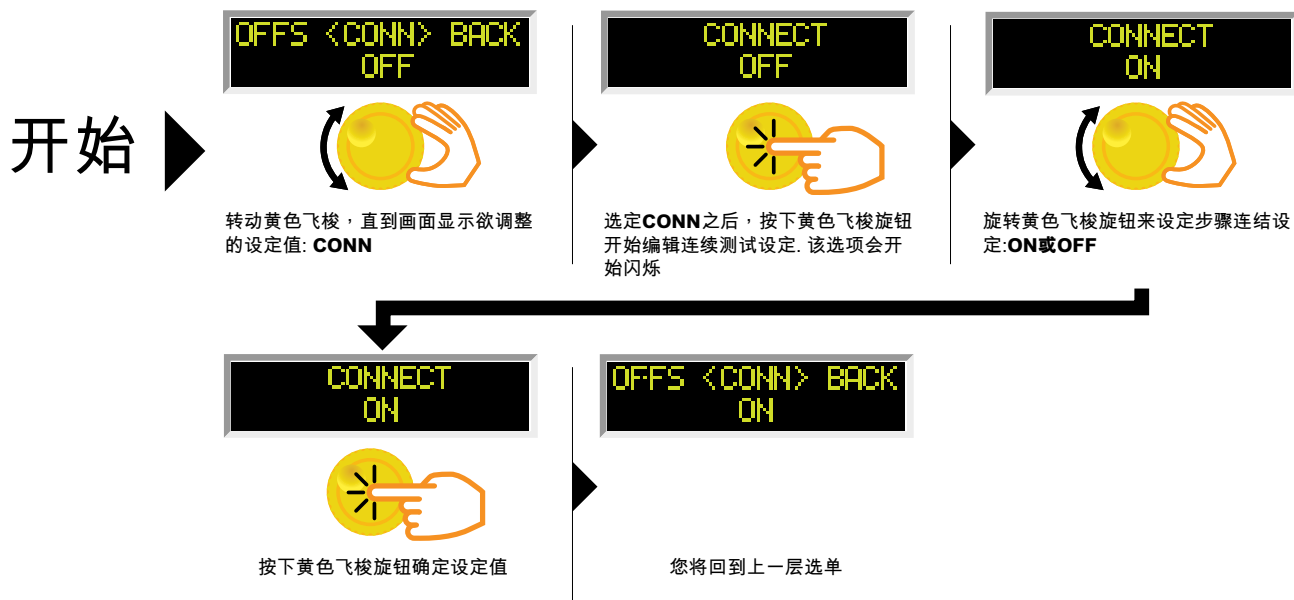 开始
OFFS <CONN> BACK
OFF
转动黄色飞梭，直到画面显示欲调整
的设定值: CONN
CONNECT
OFF
选定CONN之后，按下黄色飞梭旋钮
开始编辑连续测试设定. 该选项会开
始闪烁
CONNECT
ON
旋转黄色飞梭旋钮来设定步骤连结设
定:ON或OFF
CONNECT
ON
按下黄色飞梭旋钮确定设定值
OFFS <CONN> BACK
ON
您将回到上一层选单